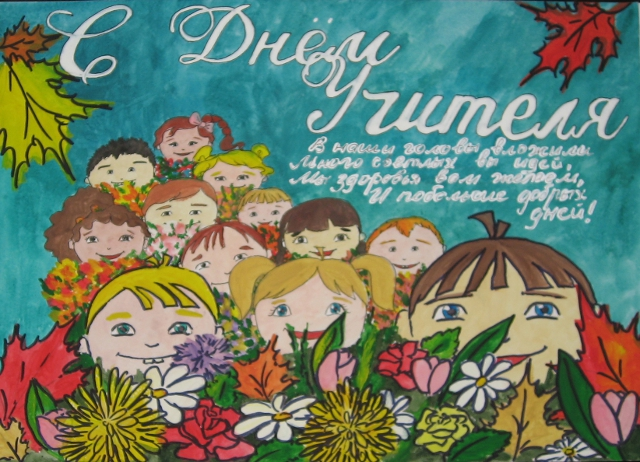 С Днём
Учителя
В наши головы вложили
Много светлых вы идей,
Мы здоровья вам желаем,
И побольше добрых
дней!